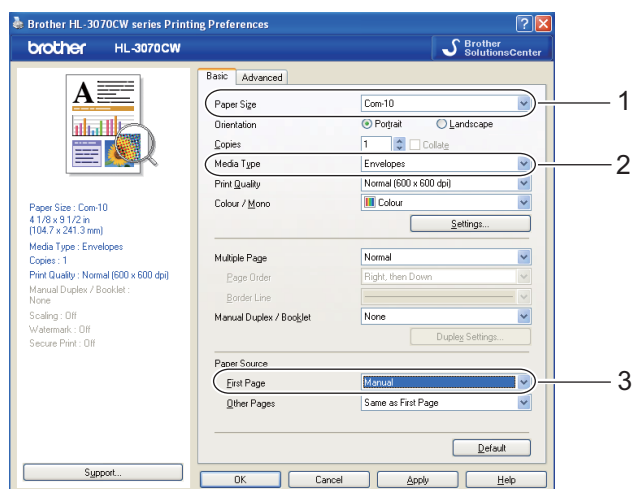 Brother HL-3070CW series Printing Preferences
brother HL-3070CW
Brother
SolutionsCenter
Basic Advanced
Paper Size Com-10
1
Orientation Portrait Landscape
Copies 1 Collate
Media Type Envelopes
2
Print Quality Normal (600 x 600 dpi)
Colour / Mono Colour
Settings...
Multiple Page Normal
Page Order Right, then Down
Border Line
Manual Duplex / Booklet None
Duplex Settings...
Paper Source
First Page Manual
3
Other Pages Same as First Page
Default
A
Paper Size : Com-10
4 1/8 x 9 1/2 in
(104.7 x 241.3 mm)
Media Type : Envelopes
Copies : 1
Print Quality : Normal (600 x 600 dpi)
Manual Duplex / Booklet :
None
Scaling : Off
Watermark : Off
Secure Print : Off
Support...
OK Cancel Apply Help